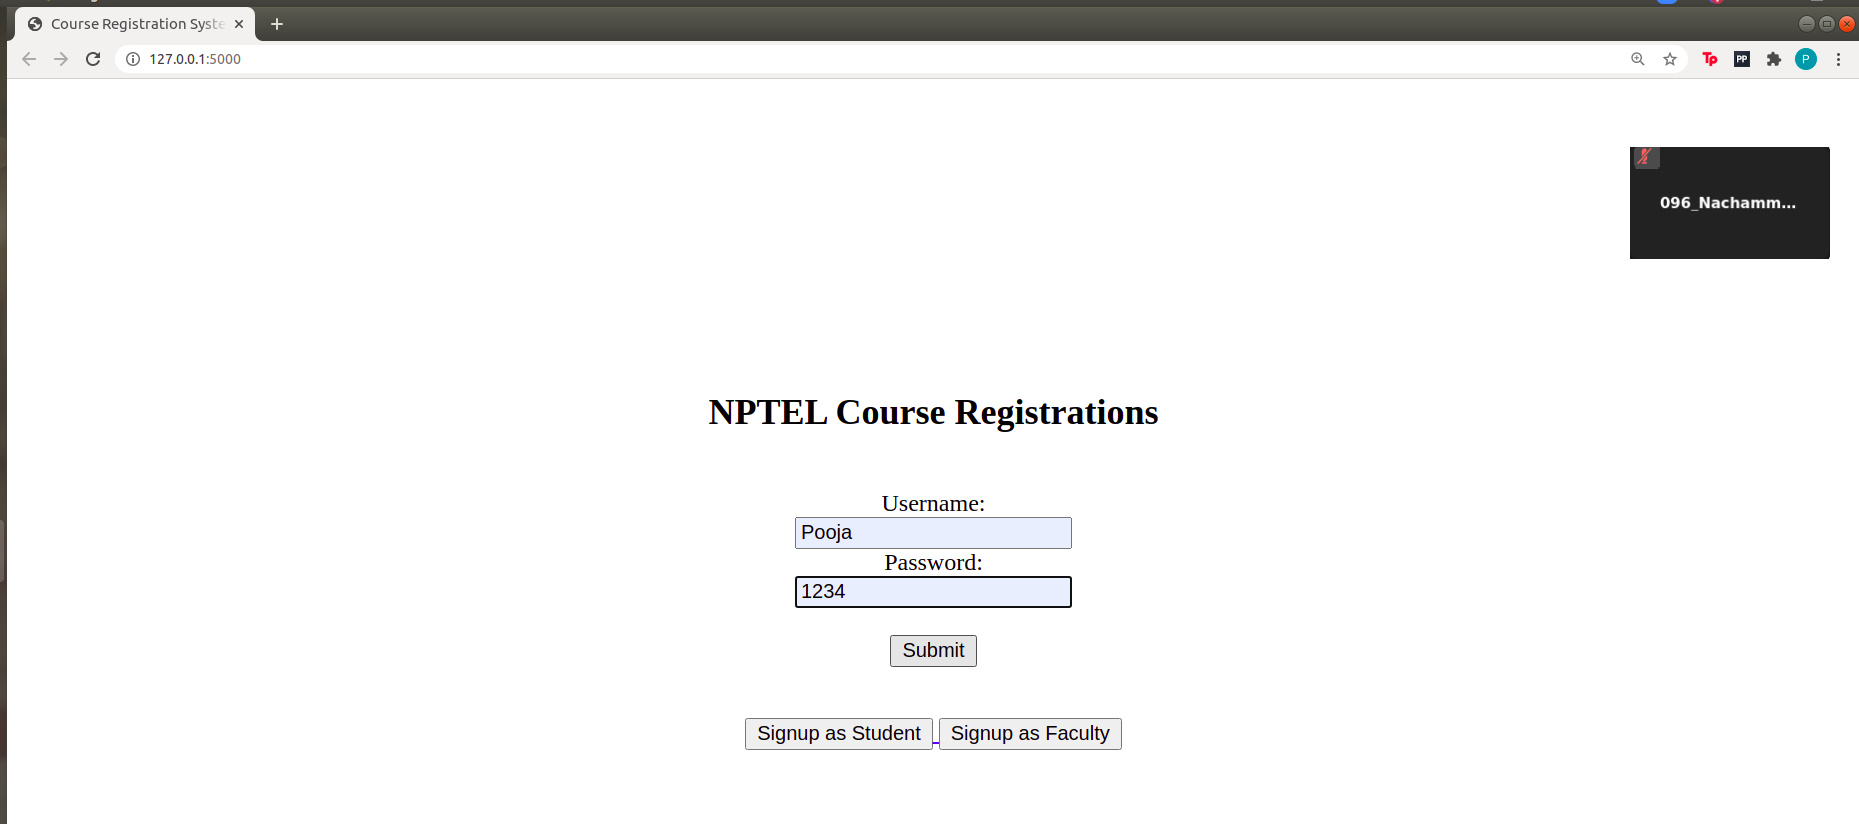 Course Registration Syste
127.0.0.1:5000
Tp
PP
P
096_Nachamm...
NPTEL Course Registrations
Username:
Pooja
Password:
1234
Submit
Signup as Student
Signup as Faculty